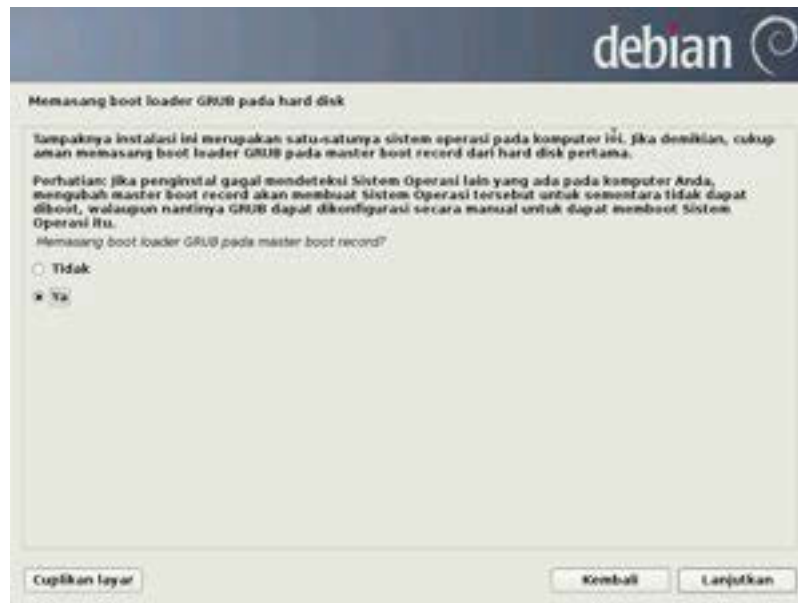 debian
Memasang boot loader GRUB pada hard disk
Tampaknya instalasi ini merupakan satu-satunya sistem operasi pada komputer ini. Jika demikian, cukup
aman memasang boot loader GRUB pada master boot record dari hard disk pertama.
Perhatian: Jika penginstal gagal mendeteksi Sistem Operasi lain yang ada pada komputer Anda,
mengubah master boot record akan membuat Sistem Operasi tersebut untuk sementara tidak dapat
diboot, walaupun nantinya GRUB dapat dikonfigurasi secara manual untuk dapat memboot Sistem
Operasi itu.
Memasang boot loader GRUB pada master boot record?
Tidak
Ya
Cuplikan layar
Kembali
Lanjutkan